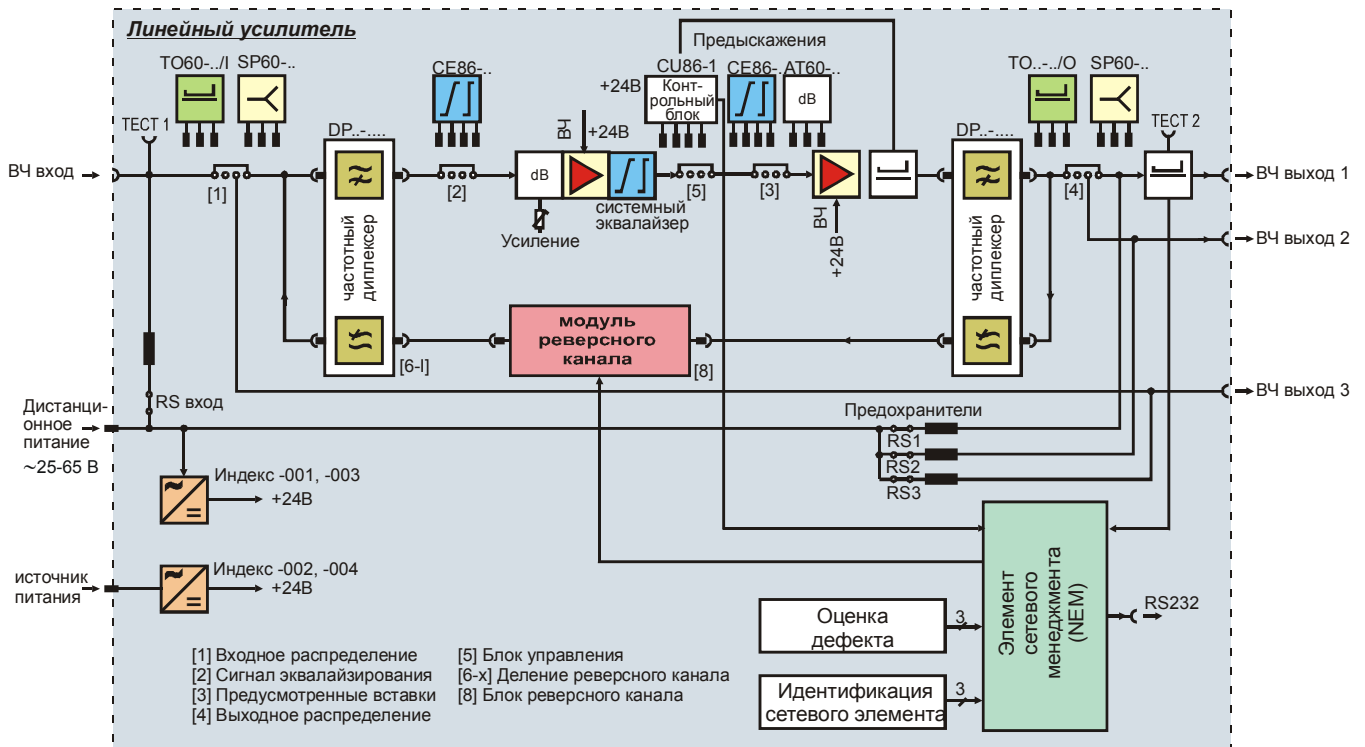 Линейный усилитель
Предыскажения
TO60-../I
SP60-..
CE86-..
CU86-1
CE86-..
AT60-..
TO..-../O
SP60-..
+24В
Конт-
рольный
блок
dB
ТЕСТ 1
DP..-....
ВЧ
+24В
DP..-....
ТЕСТ 2
ВЧ вход
[1]
[2]
dB
[5]
[3]
[4]
ВЧ выход 1
системный
эквалайзер
Усиление
ВЧ
+24В
ВЧ выход 2
частотный
диплексер
частотный
диплексер
модуль
реверсного
канала
[6-I]
[8]
ВЧ выход 3
RS вход
Дистанци-
онное
питание
~25-65 В
Предохранители
RS1
RS2
RS3
Индекс -001, -003
+24В
источник
питания
Индекс -002, -004
+24В
Элемент
сетевого
менеджмента
(NEM)
RS232
Оценка
дефекта
3
Идентификация
сетевого элемента
3
[1] Входное распределение
[2] Сигнал эквализирования
[3] Предусмотренные вставки
[4] Выходное распределение
[5] Блок управления
[6-x] Деление реверсного канала
[8] Блок реверсного канала